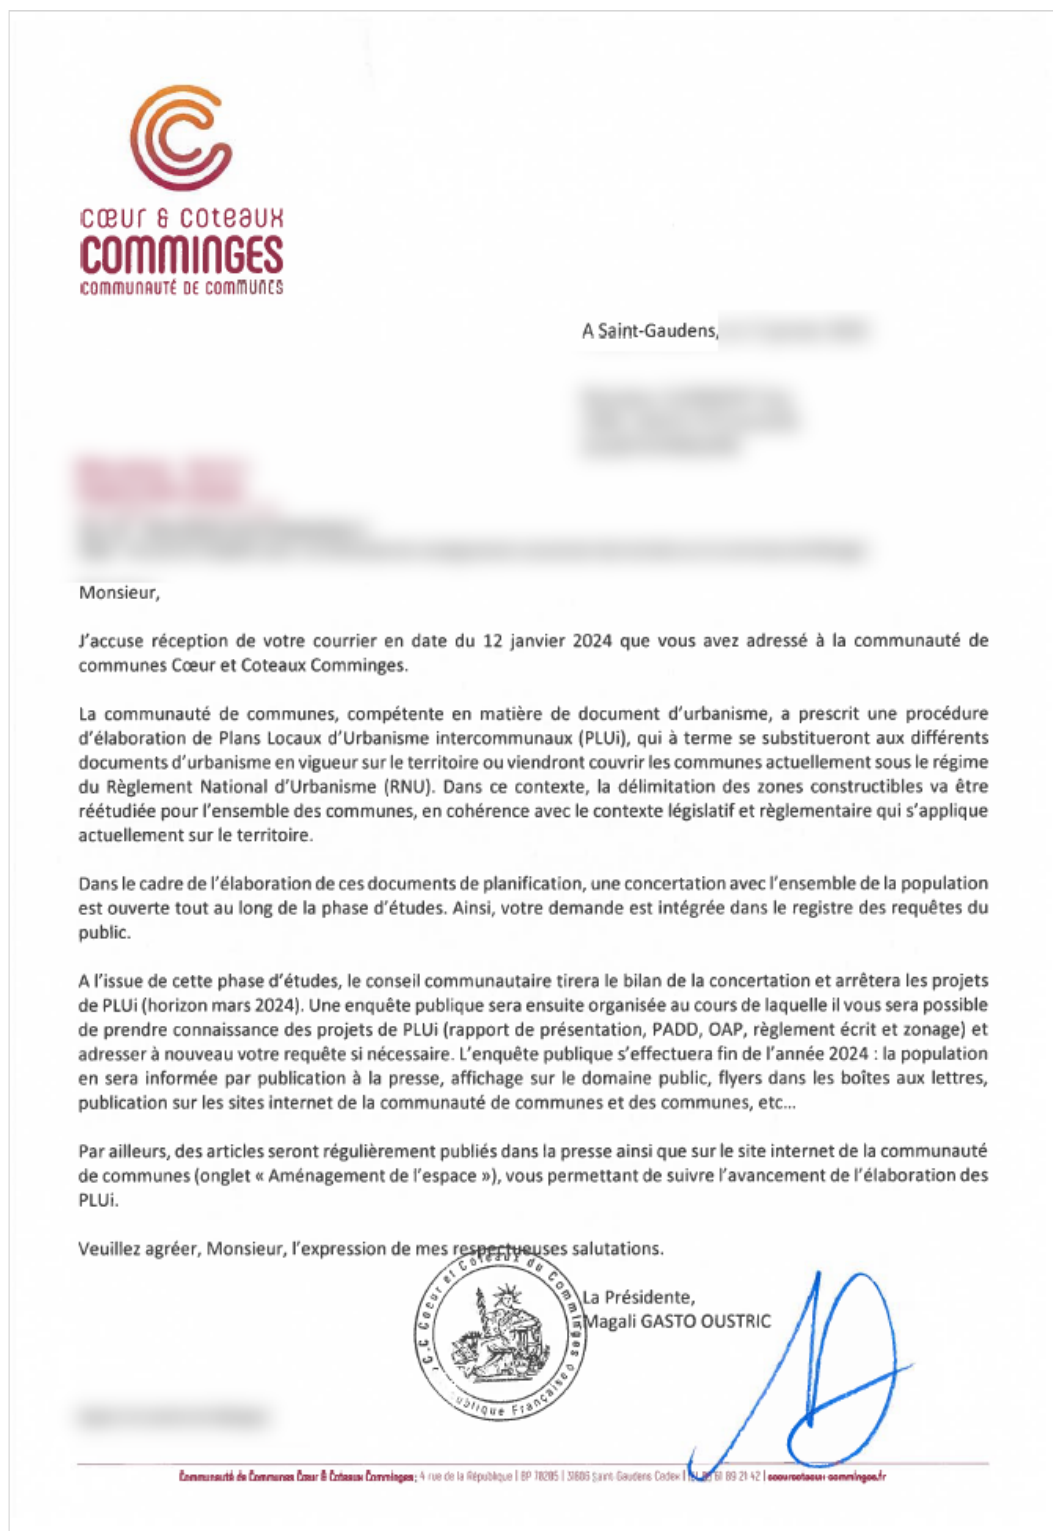 cœur & coteaux
COMMINGES
COMMUNAUTÉ DE COMMUNES
A Saint-Gaudens,
Monsieur,
J'accuse réception de votre courrier en date du 12 janvier 2024 que vous avez adressé à la communauté de
communes Cœur et Coteaux Comminges.
La communauté de communes, compétente en matière de document d'urbanisme, a prescrit une procédure
d'élaboration de Plans Locaux d'Urbanisme intercommunaux (PLUi), qui à terme se substitueront aux différents
documents d'urbanisme en vigueur sur le territoire ou viendront couvrir les communes actuellement sous le régime
du Règlement National d'Urbanisme (RNU). Dans ce contexte, la délimitation des zones constructibles va être
réétudiée pour l'ensemble des communes, en cohérence avec le contexte législatif et règlementaire qui s'applique
actuellement sur le territoire.
Dans le cadre de l'élaboration de ces documents de planification, une concertation avec l'ensemble de la population
est ouverte tout au long de la phase d'études. Ainsi, votre demande est intégrée dans le registre des requêtes du
public.
A l'issue de cette phase d'études, le conseil communautaire tirera le bilan de la concertation et arrêtera les projets
de PLUi (horizon mars 2024). Une enquête publique sera ensuite organisée au cours de laquelle il vous sera possible
de prendre connaissance des projets de PLUi (rapport de présentation, PADD, OAP, règlement écrit et zonage) et
adresser à nouveau votre requête si nécessaire. L'enquête publique s'effectuera fin de l'année 2024 : la population
en sera informée par publication à la presse, affichage sur le domaine public, flyers dans les boîtes aux lettres,
publication sur les sites internet de la communauté de communes et des communes, etc...
Par ailleurs, des articles seront régulièrement publiés dans la presse ainsi que sur le site internet de la communauté
de communes (onglet « Aménagement de l'espace »), vous permettant de suivre l'avancement de l'élaboration des
PLUi.
Veuillez agréer, Monsieur, l'expression de mes respectueuses salutations.
C.C Coeur et Coteaux du Comminges
République Française
La Présidente,
Magali GASTO OUSTRIC
Communauté de Communes Cœur & Coteaux Comminges; 4 rue de la République | BP 70205 | 31806 Saint-Gaudens Cedex | 61 89 21 42 | coeurcoteaux-comminges.fr